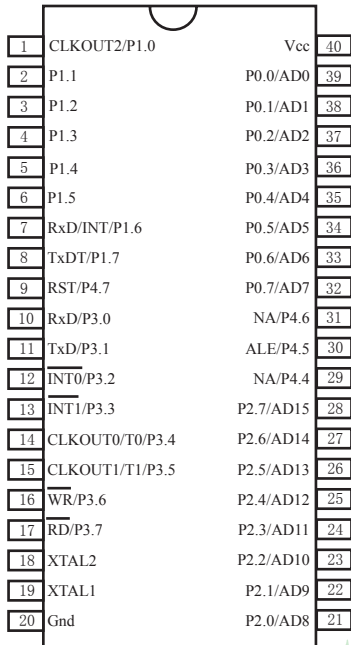 1 CLKOUT2/P1.0 Vcc 40
2 P1.1 P0.0/AD0 39
3 P1.2 P0.1/AD1 38
4 P1.3 P0.2/AD2 37
5 P1.4 P0.3/AD3 36
6 P1.5 P0.4/AD4 35
7 RxD/INT/P1.6 P0.5/AD5 34
8 TxDT/P1.7 P0.6/AD6 33
9 RST/P4.7 P0.7/AD7 32
10 RxD/P3.0 NA/P4.6 31
11 TxD/P3.1 ALE/P4.5 30
12 INT0/P3.2 NA/P4.4 29
13 INT1/P3.3 P2.7/AD15 28
14 CLKOUT0/T0/P3.4 P2.6/AD14 27
15 CLKOUT1/T1/P3.5 P2.5/AD13 26
16 WR/P3.6 P2.4/AD12 25
17 RD/P3.7 P2.3/AD11 24
18 XTAL2 P2.2/AD10 23
19 XTAL1 P2.1/AD9 22
20 Gnd P2.0/AD8 21